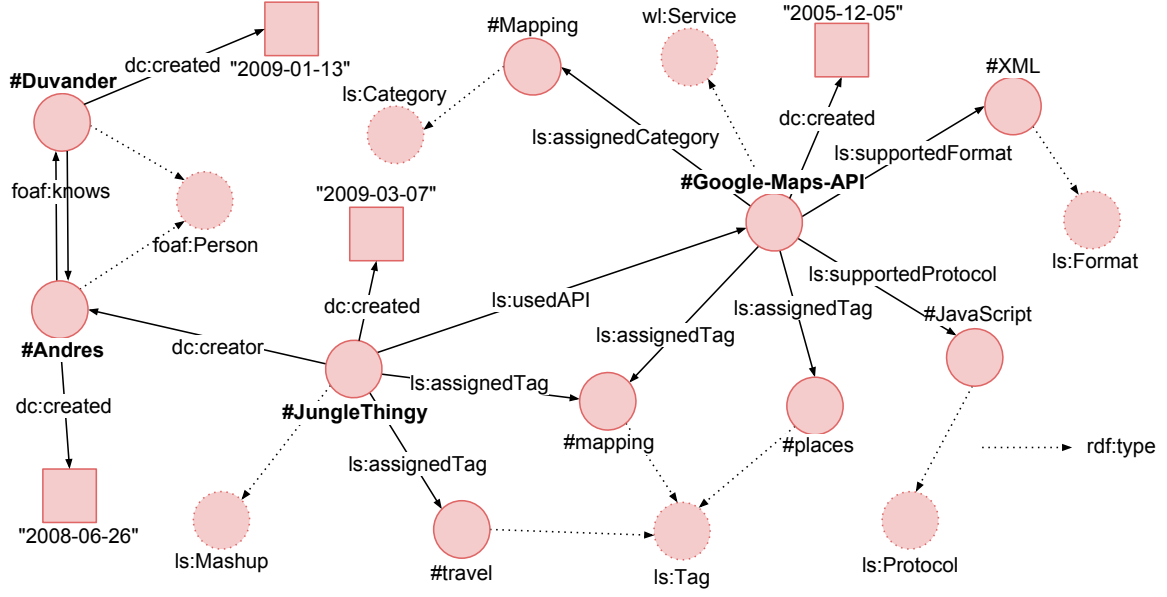 "2005-12-05"
wl:Service
#Mapping
dc:created
"2009-01-13"
#XML
#Duvander
ls:Category
dc:created
ls:assignedCategory
ls:supportedFormat
#Google-Maps-API
foaf:knows
"2009-03-07"
foaf:Person
ls:Format
ls:supportedProtocol
ls:usedAPI
dc:created
ls:assignedTag
#JavaScript
ls:assignedTag
#Andres
dc:creator
ls:assignedTag
dc:created
#JungleThingy
#mapping
#places
rdf:type
ls:assignedTag
"2008-06-26"
ls:Mashup
#travel
ls:Tag
ls:Protocol